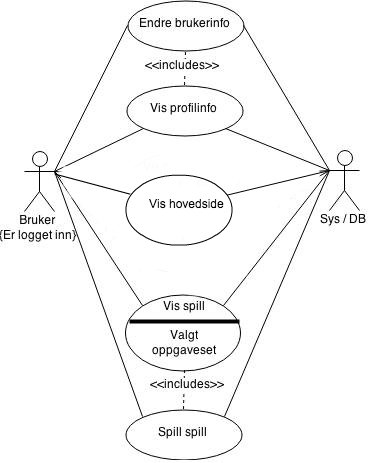 Endre brukerinfo
<<includes>>
Vis profilinfo
Vis hovedside
Bruker
{Er logget inn}
Sys / DB
Vis spill
Valgt
oppgaveset
<<includes>>
Spill spill